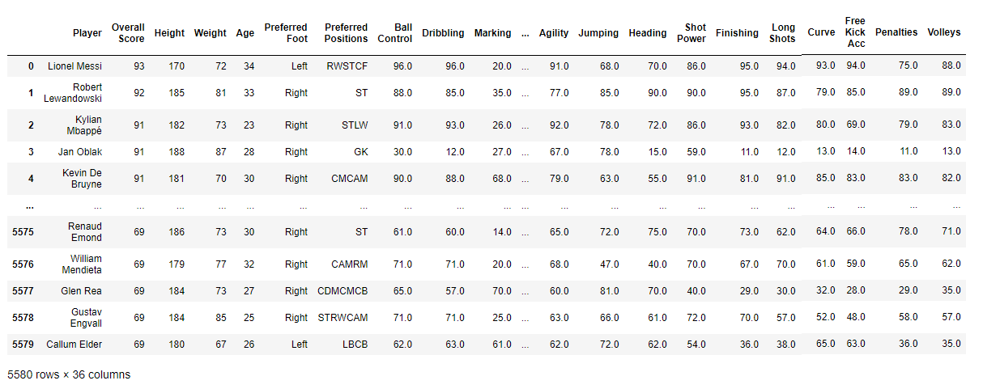 Player Overall Score Height Weight Age Preferred Foot Preferred Positions Ball Control Dribbling Marking ... Agility Jumping Heading Shot Power Finishing Long Shots Curve Free Kick Acc Penalties Volleys
0 Lionel Messi 93 170 72 34 Left RWSTCF 96.0 96.0 20.0 ... 91.0 68.0 70.0 86.0 95.0 94.0 93.0 94.0 75.0 88.0
1 Robert Lewandowski 92 185 81 33 Right ST 88.0 85.0 35.0 ... 77.0 85.0 90.0 90.0 95.0 87.0 79.0 85.0 89.0 89.0
2 Kylian Mbappé 91 182 73 23 Right STLW 91.0 93.0 26.0 ... 92.0 78.0 72.0 86.0 93.0 82.0 80.0 69.0 79.0 83.0
3 Jan Oblak 91 188 87 28 Right GK 30.0 12.0 27.0 ... 67.0 78.0 15.0 59.0 11.0 12.0 13.0 14.0 11.0 13.0
4 Kevin De Bruyne 91 181 70 30 Right CMCAM 90.0 88.0 68.0 ... 79.0 63.0 55.0 91.0 81.0 91.0 85.0 83.0 83.0 82.0
... ... ... ... ... ... ... ... ... ... ... ... ... ... ... ... ... ... ... ... ... ...
5575 Renaud Emond 69 186 73 30 Right ST 61.0 60.0 14.0 ... 65.0 72.0 75.0 70.0 73.0 62.0 64.0 66.0 78.0 71.0
5576 William Mendieta 69 179 77 32 Right CAMRM 71.0 71.0 20.0 ... 68.0 47.0 40.0 70.0 67.0 70.0 61.0 59.0 65.0 62.0
5577 Glen Rea 69 184 73 27 Right CDMCMCB 65.0 57.0 70.0 ... 60.0 81.0 70.0 40.0 29.0 30.0 32.0 28.0 29.0 35.0
5578 Gustav Engvall 69 184 85 25 Right STRWCAM 71.0 71.0 25.0 ... 63.0 66.0 61.0 72.0 70.0 57.0 52.0 48.0 58.0 57.0
5579 Callum Elder 69 180 67 26 Left LBCB 62.0 63.0 61.0 ... 62.0 72.0 62.0 54.0 36.0 38.0 65.0 63.0 36.0 35.0
5580 rows × 36 columns